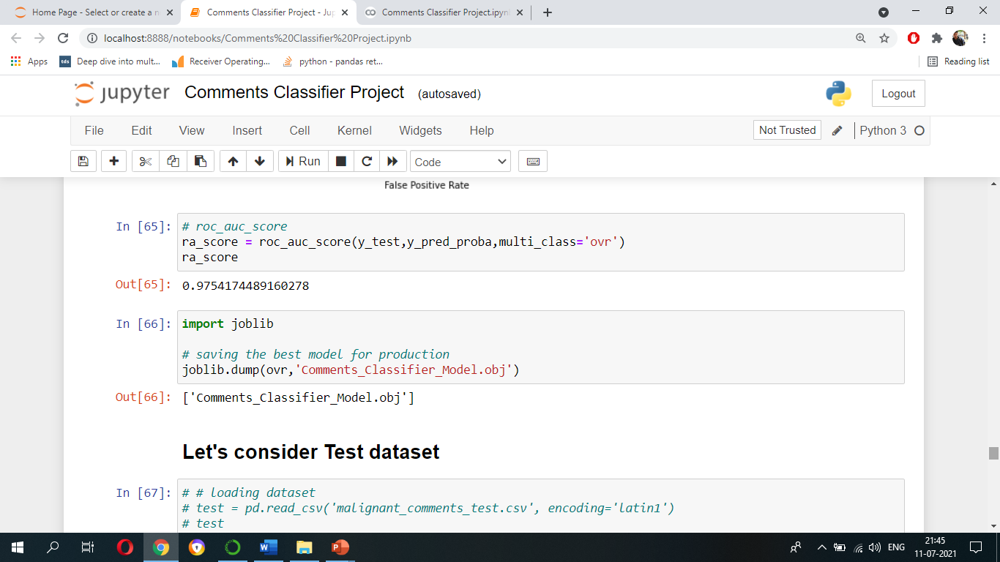 Home Page - Select or create a n
Comments Classifier Project - Jup
Comments Classifier Project.ipyn
localhost:8888/notebooks/Comments%20Classifier%20Project.ipynb
Apps
tds
Deep dive into mult...
Receiver Operating...
python - pandas ret...
Reading list
jupyter
Comments Classifier Project
(autosaved)
Logout
File Edit View Insert Cell Kernel Widgets Help
Not Trusted
Python 3
Run
Code
False Positive Rate
In [65]:
# roc_auc_score
ra_score = roc_auc_score(y_test,y_pred_proba,multi_class='ovr')
ra_score
Out[65]: 0.9754174489160278
In [66]:
import joblib
# saving the best model for production
joblib.dump(ovr,'Comments_Classifier_Model.obj')
Out[66]: ['Comments_Classifier_Model.obj']
Let's consider Test dataset
In [67]:
# # loading dataset
# test = pd.read_csv('malignant_comments_test.csv', encoding='latin1')
# test
ENG
21:45
11-07-2021